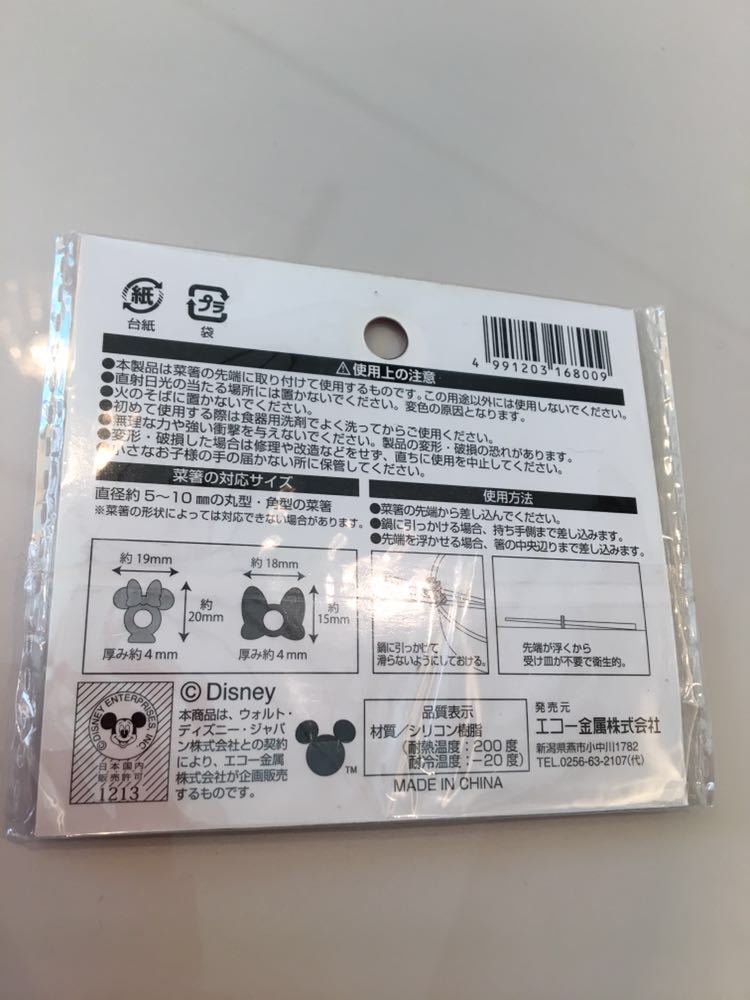 紙
プラ
台紙
袋
4 991203 168009
⚠使用上の注意
●本製品は菜箸の先端に取り付けて使用するものです。この用途以外には使用しないでください。
●直射日光の当たる場所には置かないでください。変色の原因となります。
●火のそばに置かないでください。
●初めて使用する際は食器用洗剤でよく洗ってからご使用ください。
●無理な力や強い衝撃を与えないでください。製品の変形・破損の恐れがあります。
●変形・破損した場合は修理や改造などをせず、直ちに使用を中止してください。
●小さなお子様の手の届かない所に保管してください。
菜箸の対応サイズ
直径約5～10㎜の丸型・角型の菜箸
※菜箸の形状によっては対応できない場合があります。
使用方法
●菜箸の先端から差し込んでください。
●鍋に引っかける場合、持ち手側まで差し込みます。
●先端を浮かせる場合、箸の中央辺りまで差し込みます。
約19mm
約
20mm
厚み約4mm
約18mm
約
15mm
厚み約4mm
鍋に引っかけて
滑らないようにしておける。
先端が浮くから
受け皿が不要で衛生的。
©DISNEY ENTERPRISES INC.
日本国内
販売許可
1213
© Disney
本商品は、ウォルト・
ディズニー・ジャパ
ン株式会社との契約
により、エコー金属
株式会社が企画販売
するものです。
TM
品質表示
材質／シリコン樹脂
（耐熱温度：200度
耐冷温度：－20度）
MADE IN CHINA
発売元
エコー金属株式会社
新潟県燕市小中川1782
TEL.0256-63-2107(代)